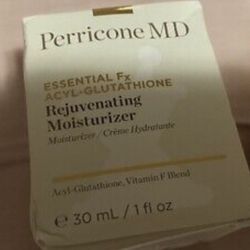 Perricone MD
ESSENTIAL Fx
ACYL-GLUTATHIONE
Rejuvenating
Moisturizer
Moisturizer / Crème Hydratante
Acyl-Glutathione, Vitamin F Blend
℮ 30 mL / 1 fl oz